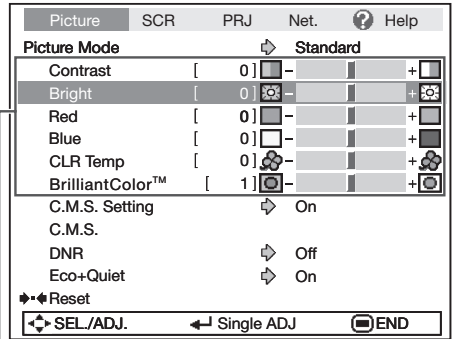 Picture SCR PRJ Net. ? Help
Picture Mode Standard
Contrast [ 0] - +
Bright [ 0] - +
Red [ 0] - +
Blue [ 0] - +
CLR Temp [ 0] - +
BrilliantColor™ [ 1] - +
C.M.S. Setting On
C.M.S.
DNR Off
Eco+Quiet On
Reset
SEL./ADJ. Single ADJ END